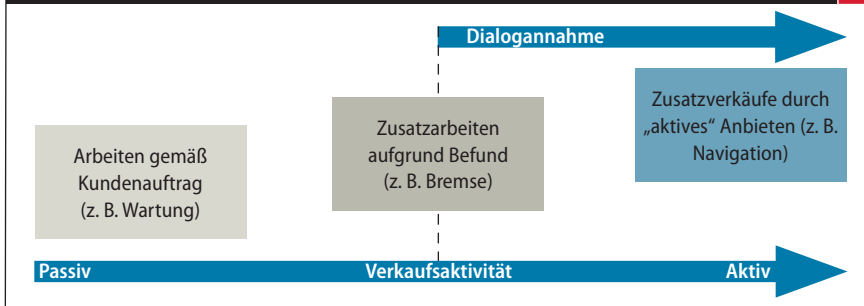 Dialogannahme
Zusatzverkäufe durch
„aktives“ Anbieten (z. B.
Navigation)
Zusatzarbeiten
aufgrund Befund
(z. B. Bremse)
Arbeiten gemäß
Kundenauftrag
(z. B. Wartung)
Passiv Verkaufsaktivität Aktiv